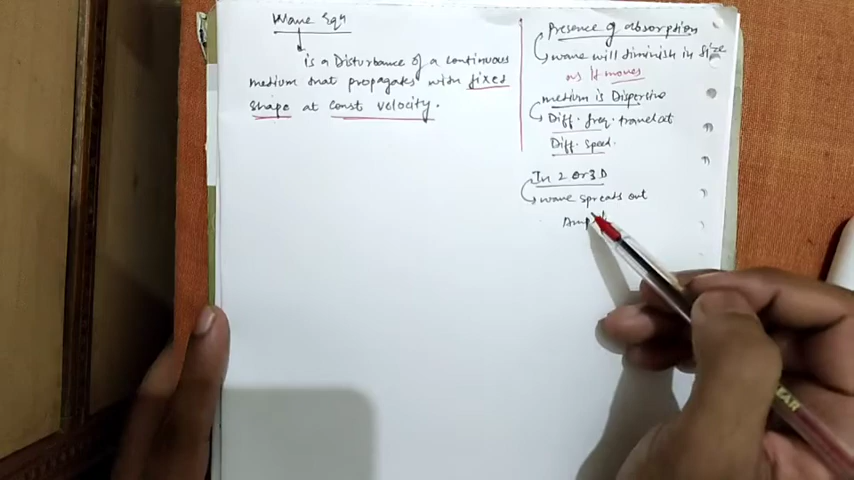 Wave Eqn
is a Disturbance of a continuous
medium that propagates with fixed
shape at const velocity.
Presence of absorption
wave will diminish in size
as it moves
medium is Dispersive
Diff. freq. travel at
Diff. speed.
In 2 or 3D
wave spreads out